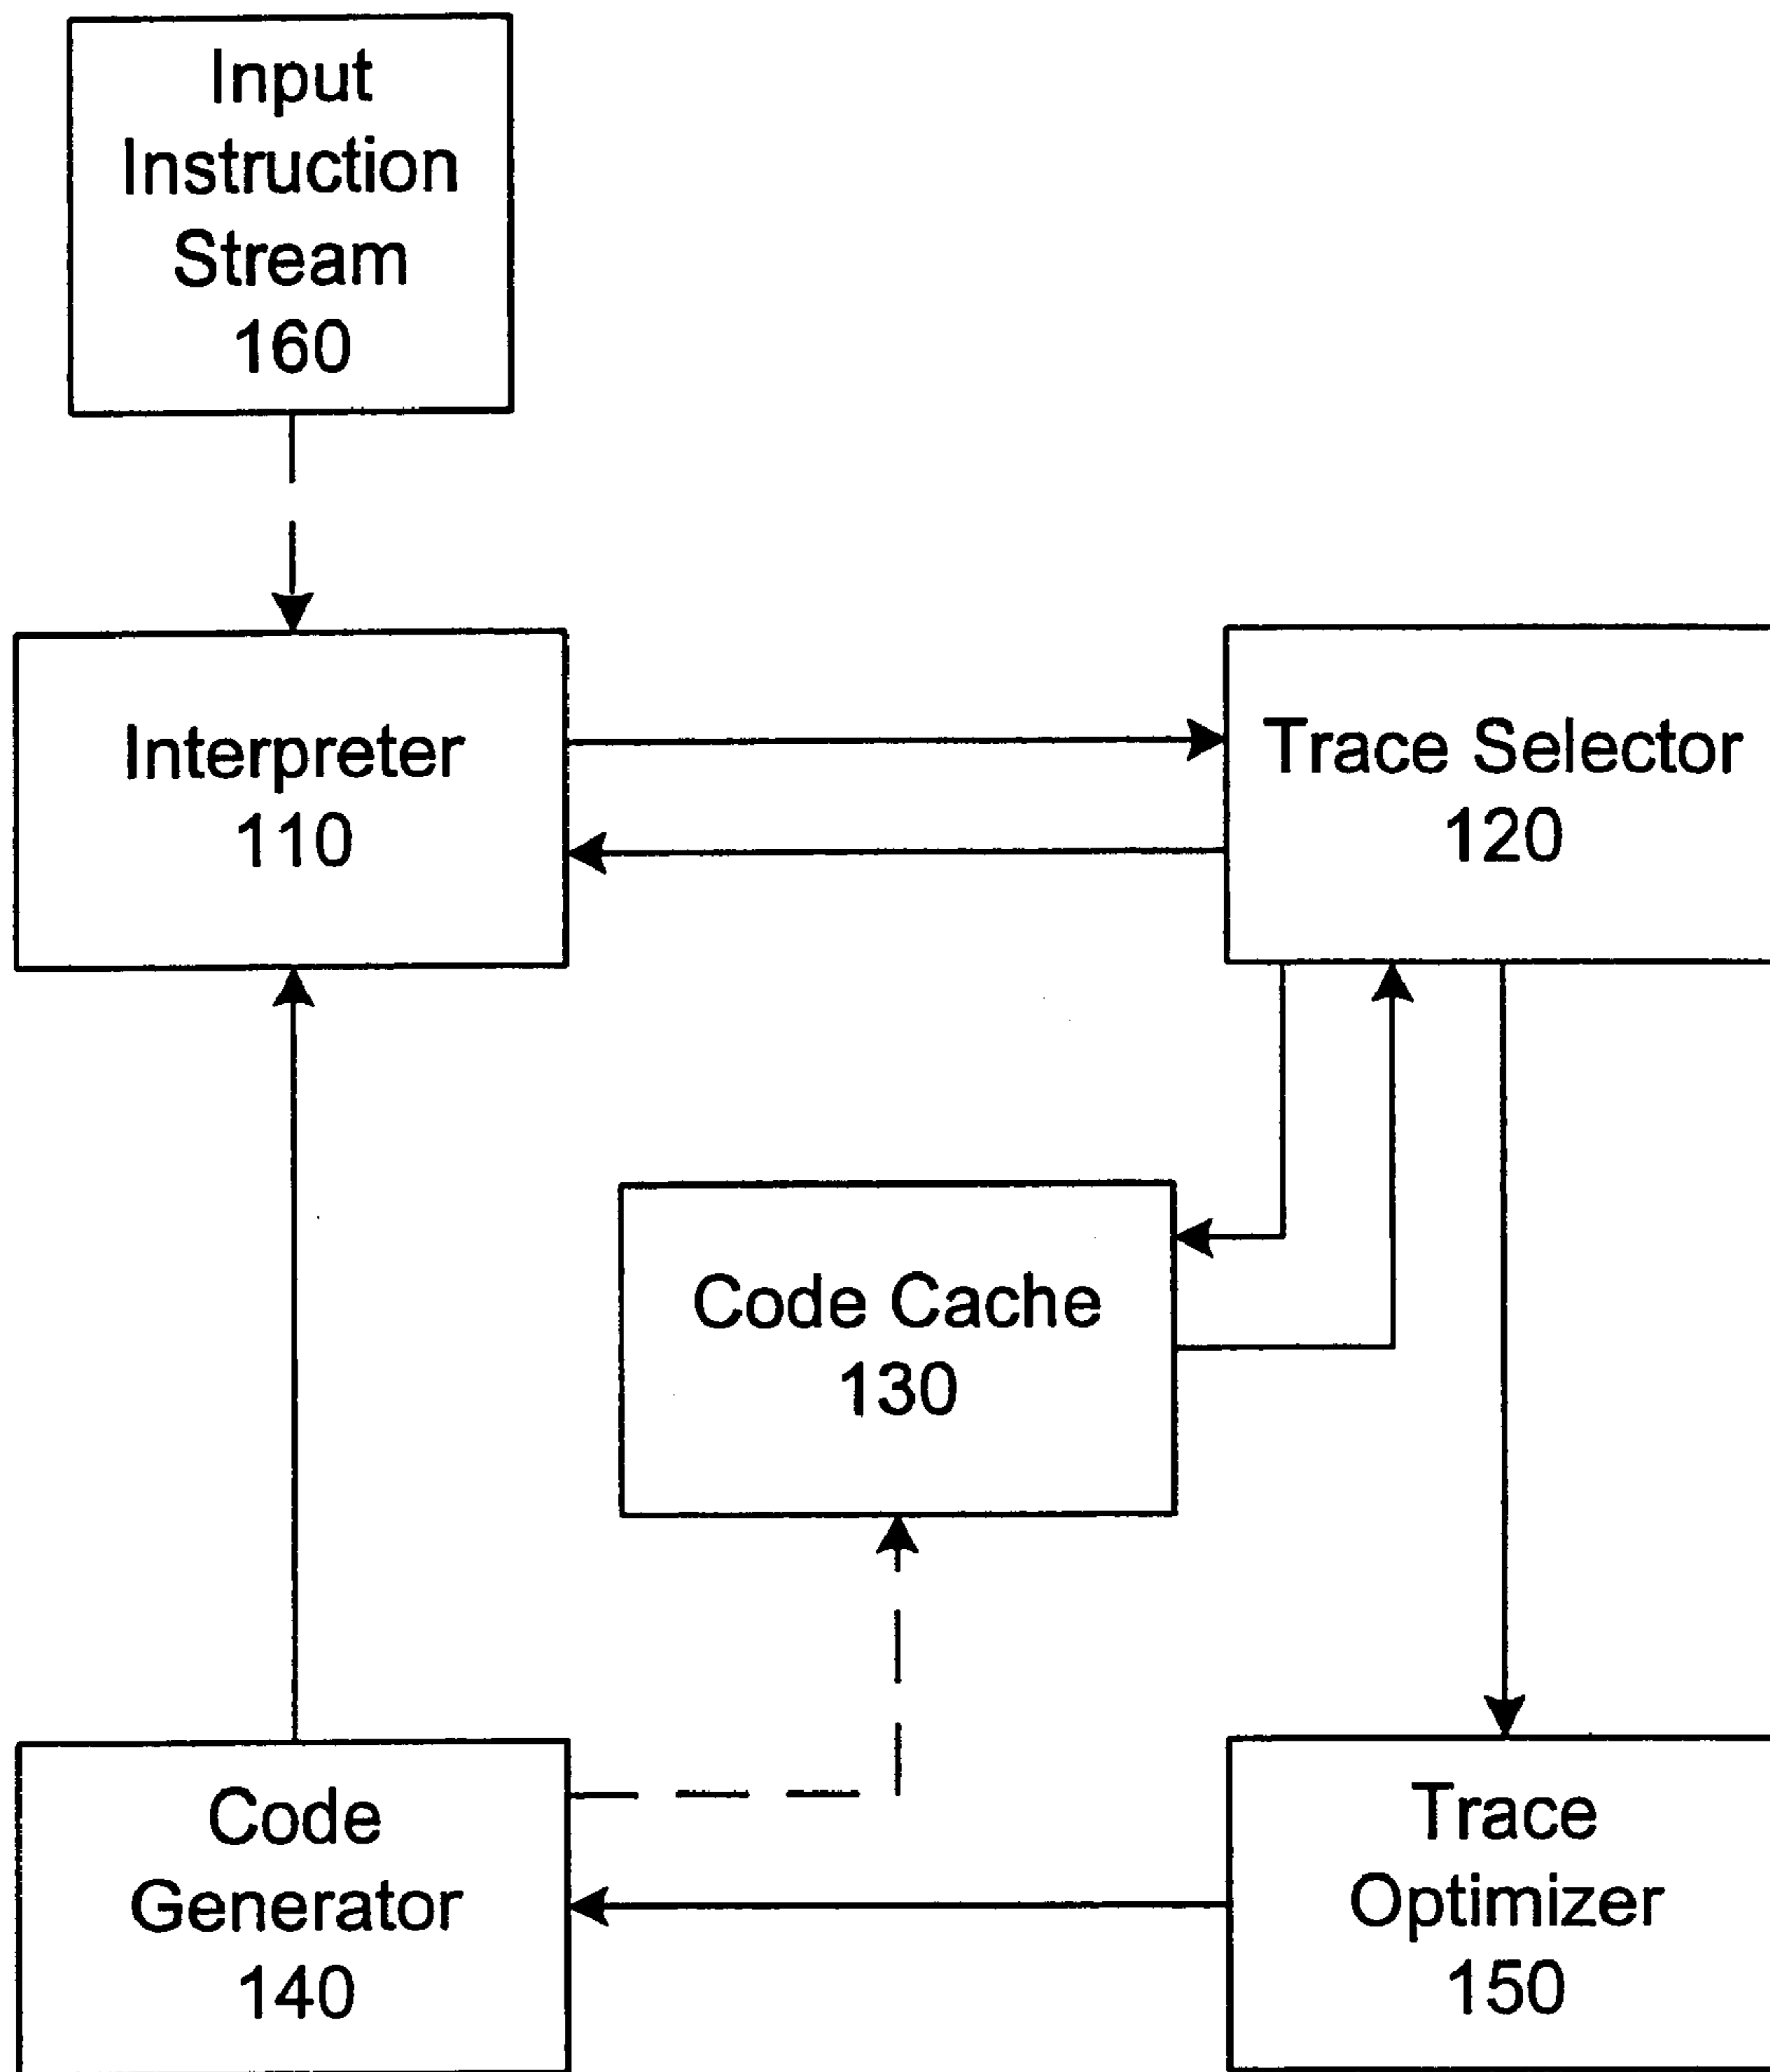 Input
Instruction
Stream
160
Interpreter
110
Trace Selector
120
Code Cache
130
Code
Generator
140
Trace
Optimizer
150